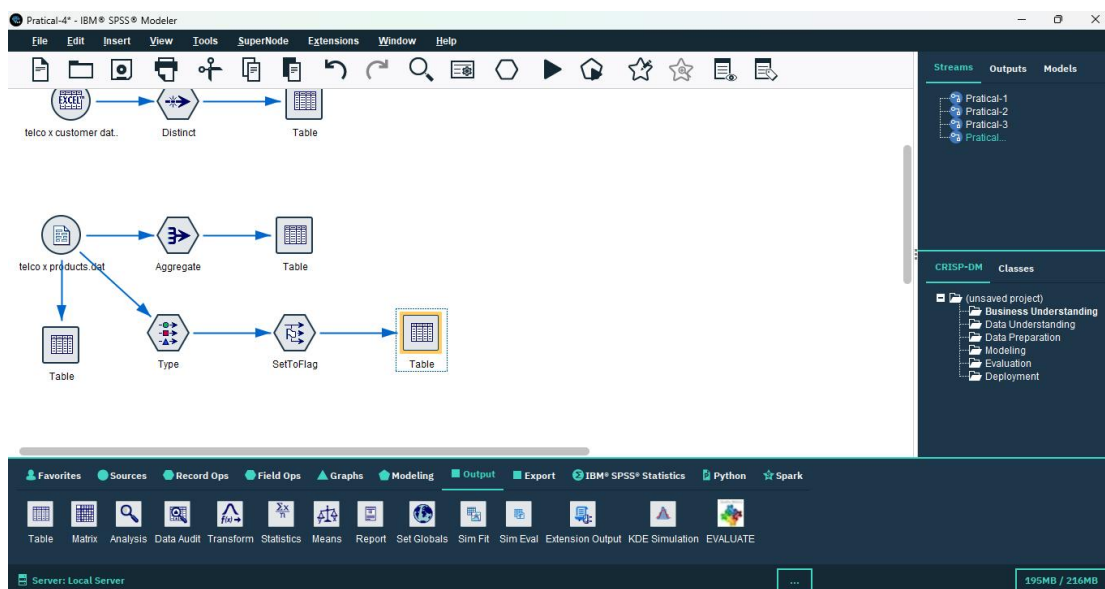 Pratical-4* - IBM® SPSS® Modeler
File Edit Insert View Tools SuperNode Extensions Window Help
Streams Outputs Models
Pratical-1
Pratical-2
Pratical-3
Pratical...
EXCEL
telco x customer dat.. Distinct Table
telco x products.dat Aggregate Table
Table Type SetToFlag Table
CRISP-DM Classes
(unsaved project)
Business Understanding
Data Understanding
Data Preparation
Modeling
Evaluation
Deployment
Favorites Sources Record Ops Field Ops Graphs Modeling Output Export IBM® SPSS® Statistics Python Spark
Table Matrix Analysis Data Audit Transform Statistics Means Report Set Globals Sim Fit Sim Eval Extension Output KDE Simulation EVALUATE
Server: Local Server ... 195MB / 216MB